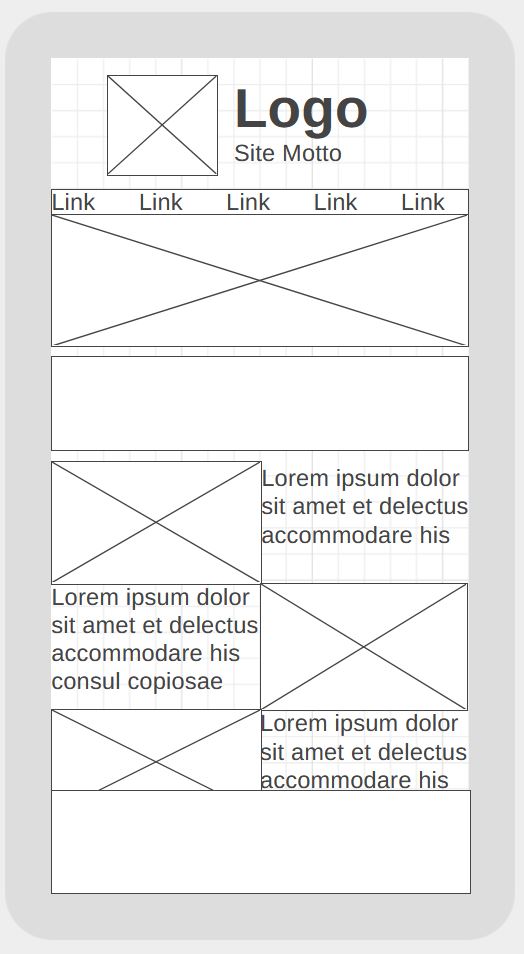 Logo
Site Motto
Link Link Link Link Link
Lorem ipsum dolor
sit amet et delectus
accommodare his
Lorem ipsum dolor
sit amet et delectus
accommodare his
consul copiosae
Lorem ipsum dolor
sit amet et delectus
accommodare his